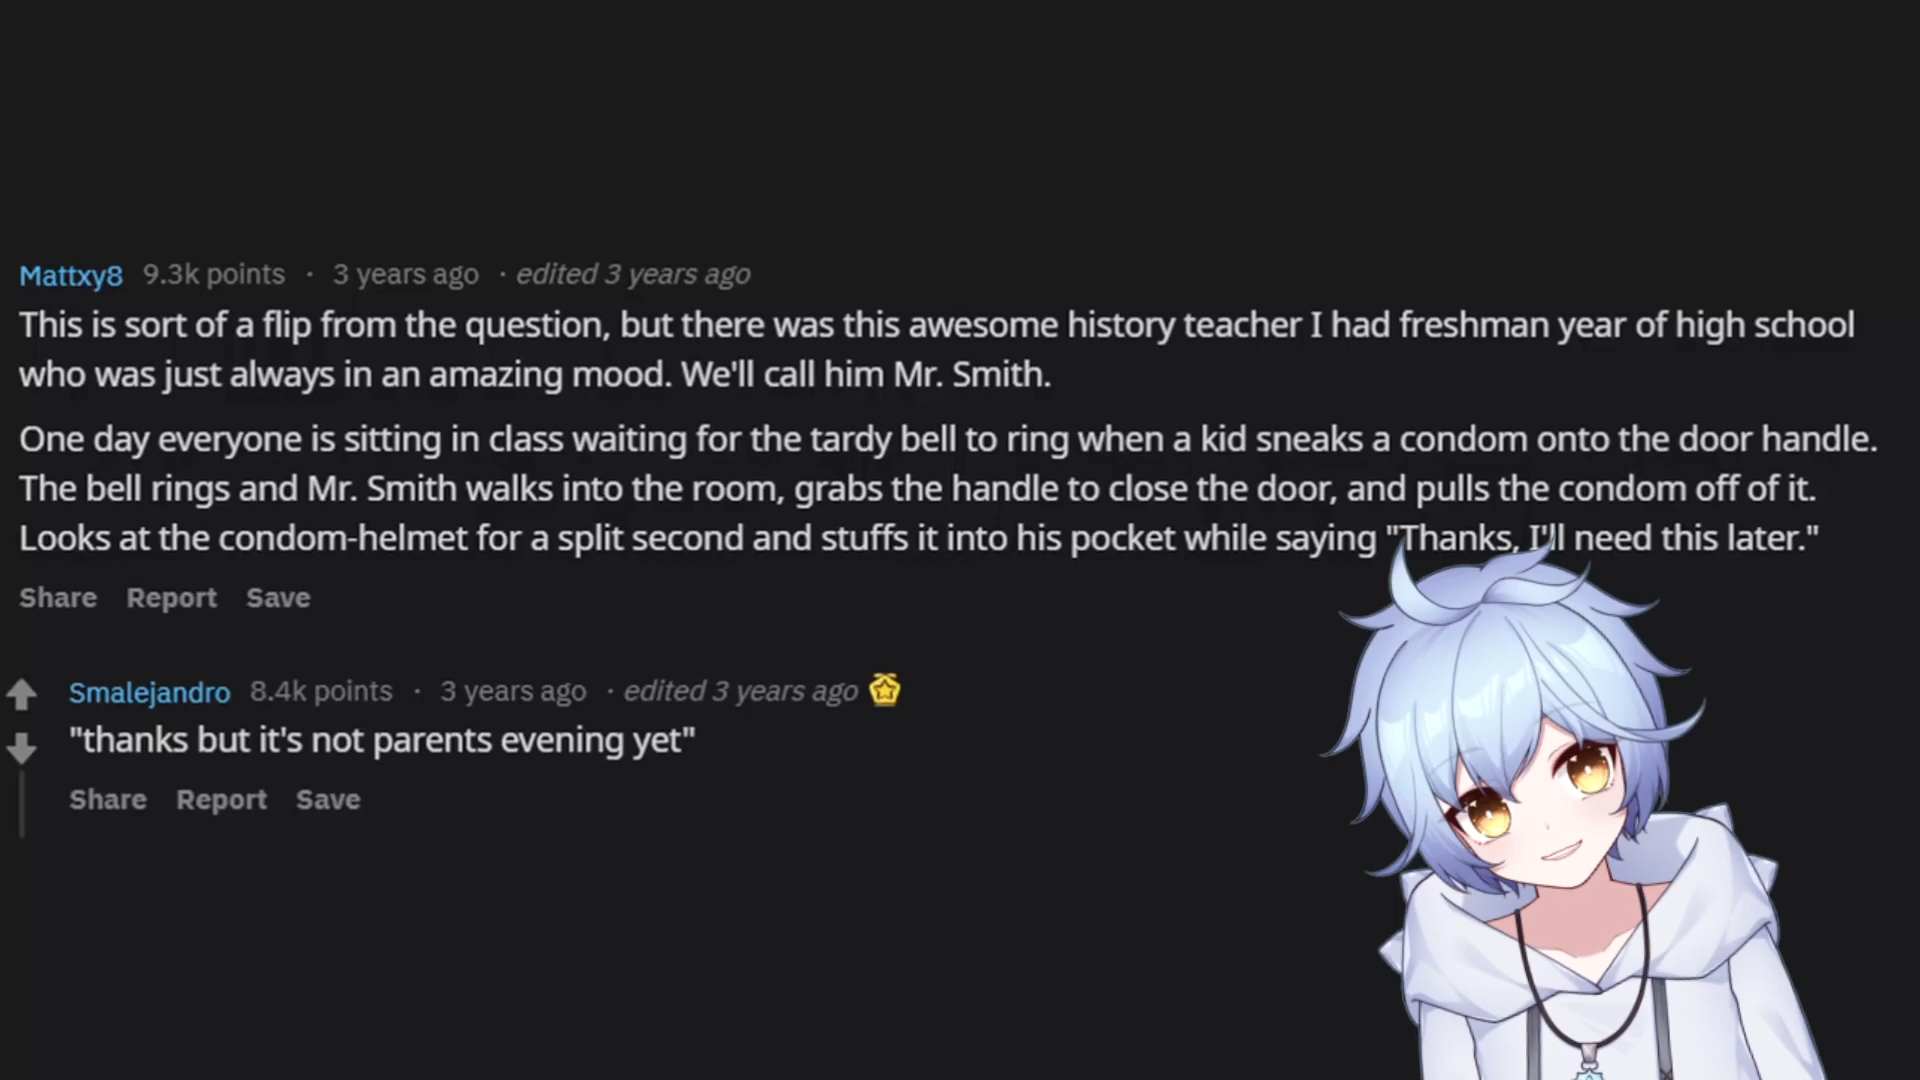 Mattxy8 9.3k points · 3 years ago · edited 3 years ago
This is sort of a flip from the question, but there was this awesome history teacher I had freshman year of high school
who was just always in an amazing mood. We'll call him Mr. Smith.
One day everyone is sitting in class waiting for the tardy bell to ring when a kid sneaks a condom onto the door handle.
The bell rings and Mr. Smith walks into the room, grabs the handle to close the door, and pulls the condom off of it.
Looks at the condom-helmet for a split second and stuffs it into his pocket while saying "Thanks, I'll need this later."
Share Report Save
Smalejandro 8.4k points · 3 years ago · edited 3 years ago
"thanks but it's not parents evening yet"
Share Report Save